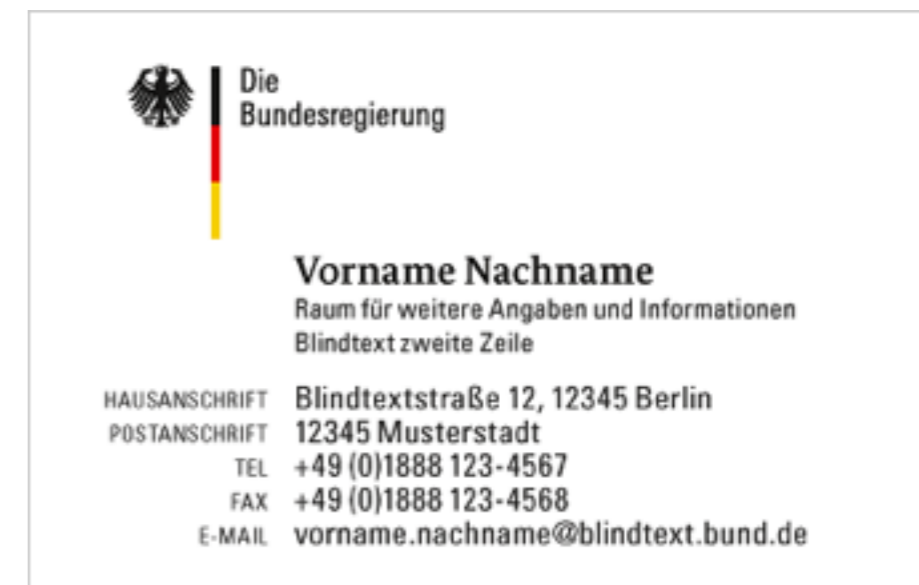 Die
Bundesregierung
Vorname Nachname
Raum für weitere Angaben und Informationen
Blindtext zweite Zeile
HAUSANSCHRIFT Blindtextstraße 12, 12345 Berlin
POSTANSCHRIFT 12345 Musterstadt
TEL +49 (0)1888 123-4567
FAX +49 (0)1888 123-4568
E-MAIL vorname.nachname@blindtext.bund.de